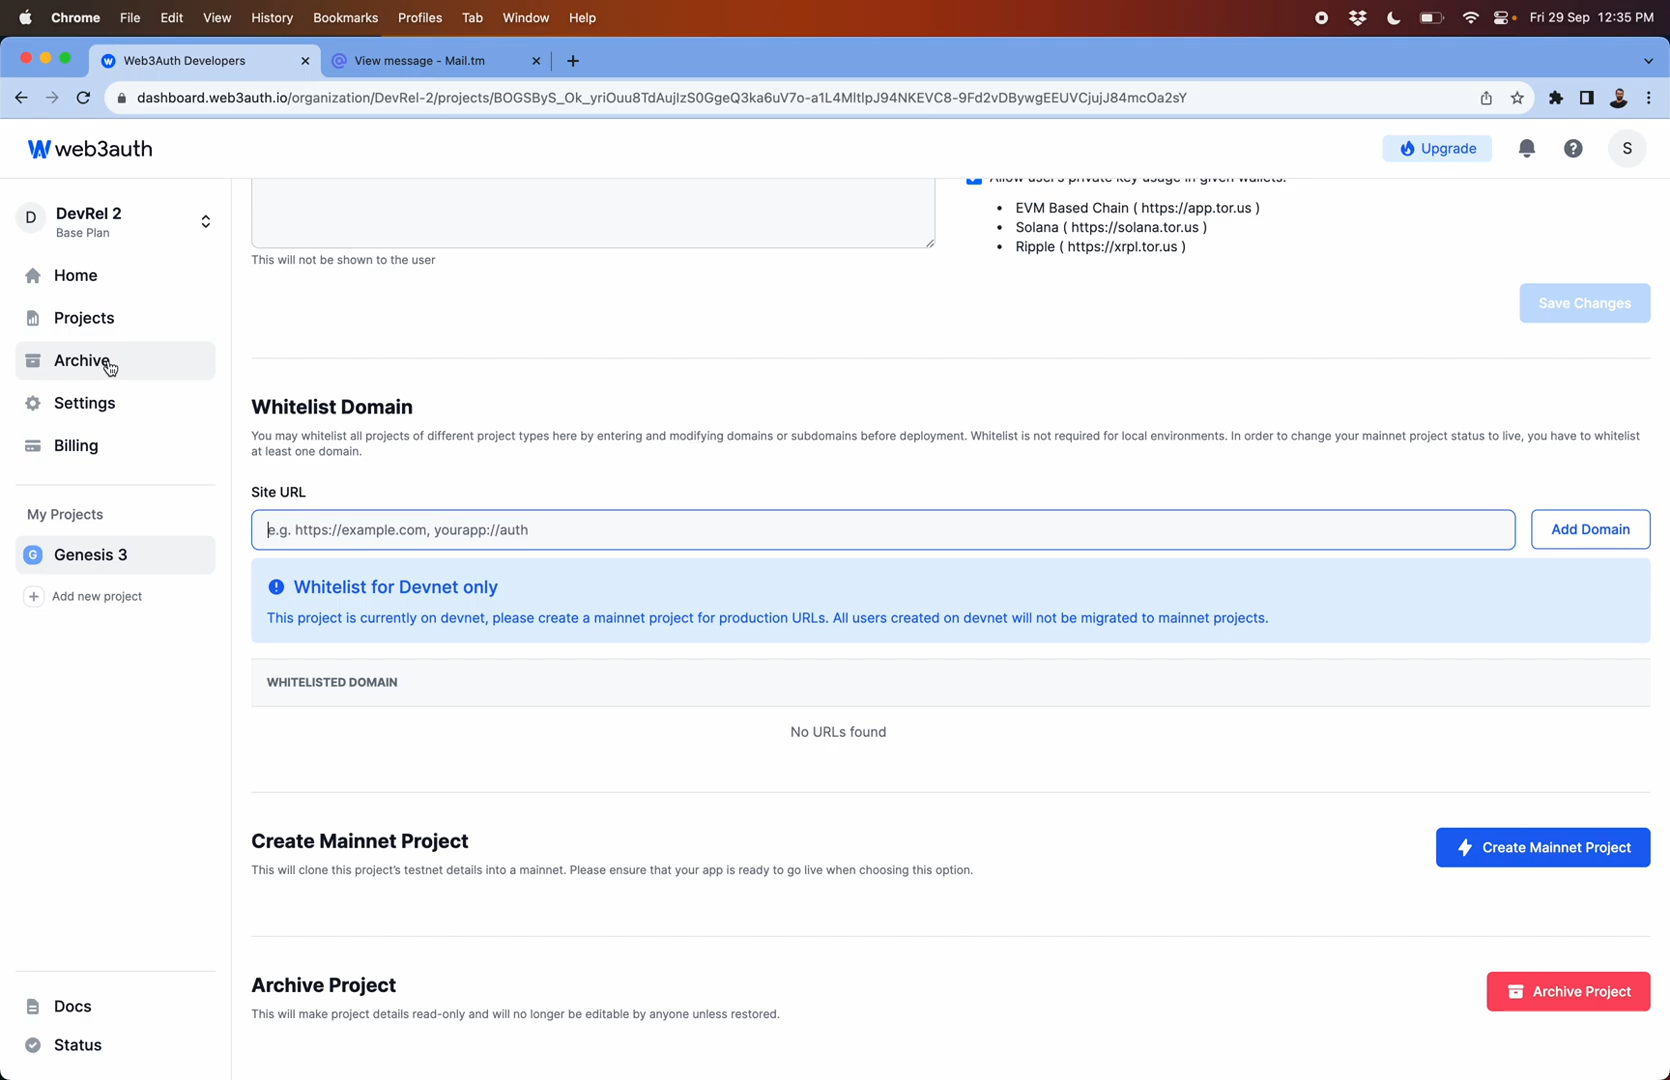 Chrome File Edit View History Bookmarks Profiles Tab Window Help Fri 29 Sep 12:35 PM
Web3Auth Developers View message - Mail.tm
dashboard.web3auth.io/organization/DevRel-2/projects/BOGSByS_Ok_yriOuu8TdAujlzS0GgeQ3ka6uV7o-a1L4MltlpJ94NKEVC8-9Fd2vDBywgEEUVCjujJ84mcOa2sY
web3auth
Upgrade
S
D
DevRel 2
Base Plan
Home
Projects
Archive
Settings
Billing
My Projects
G Genesis 3
Add new project
Docs
Status
This will not be shown to the user
Allow user's private key usage in given wallets.
• EVM Based Chain ( https://app.tor.us )
• Solana ( https://solana.tor.us )
• Ripple ( https://xrpl.tor.us )
Save Changes
Whitelist Domain
You may whitelist all projects of different project types here by entering and modifying domains or subdomains before deployment. Whitelist is not required for local environments. In order to change your mainnet project status to live, you have to whitelist
at least one domain.
Site URL
e.g. https://example.com, yourapp://auth
Add Domain
Whitelist for Devnet only
This project is currently on devnet, please create a mainnet project for production URLs. All users created on devnet will not be migrated to mainnet projects.
WHITELISTED DOMAIN
No URLs found
Create Mainnet Project
This will clone this project's testnet details into a mainnet. Please ensure that your app is ready to go live when choosing this option.
Create Mainnet Project
Archive Project
This will make project details read-only and will no longer be editable by anyone unless restored.
Archive Project